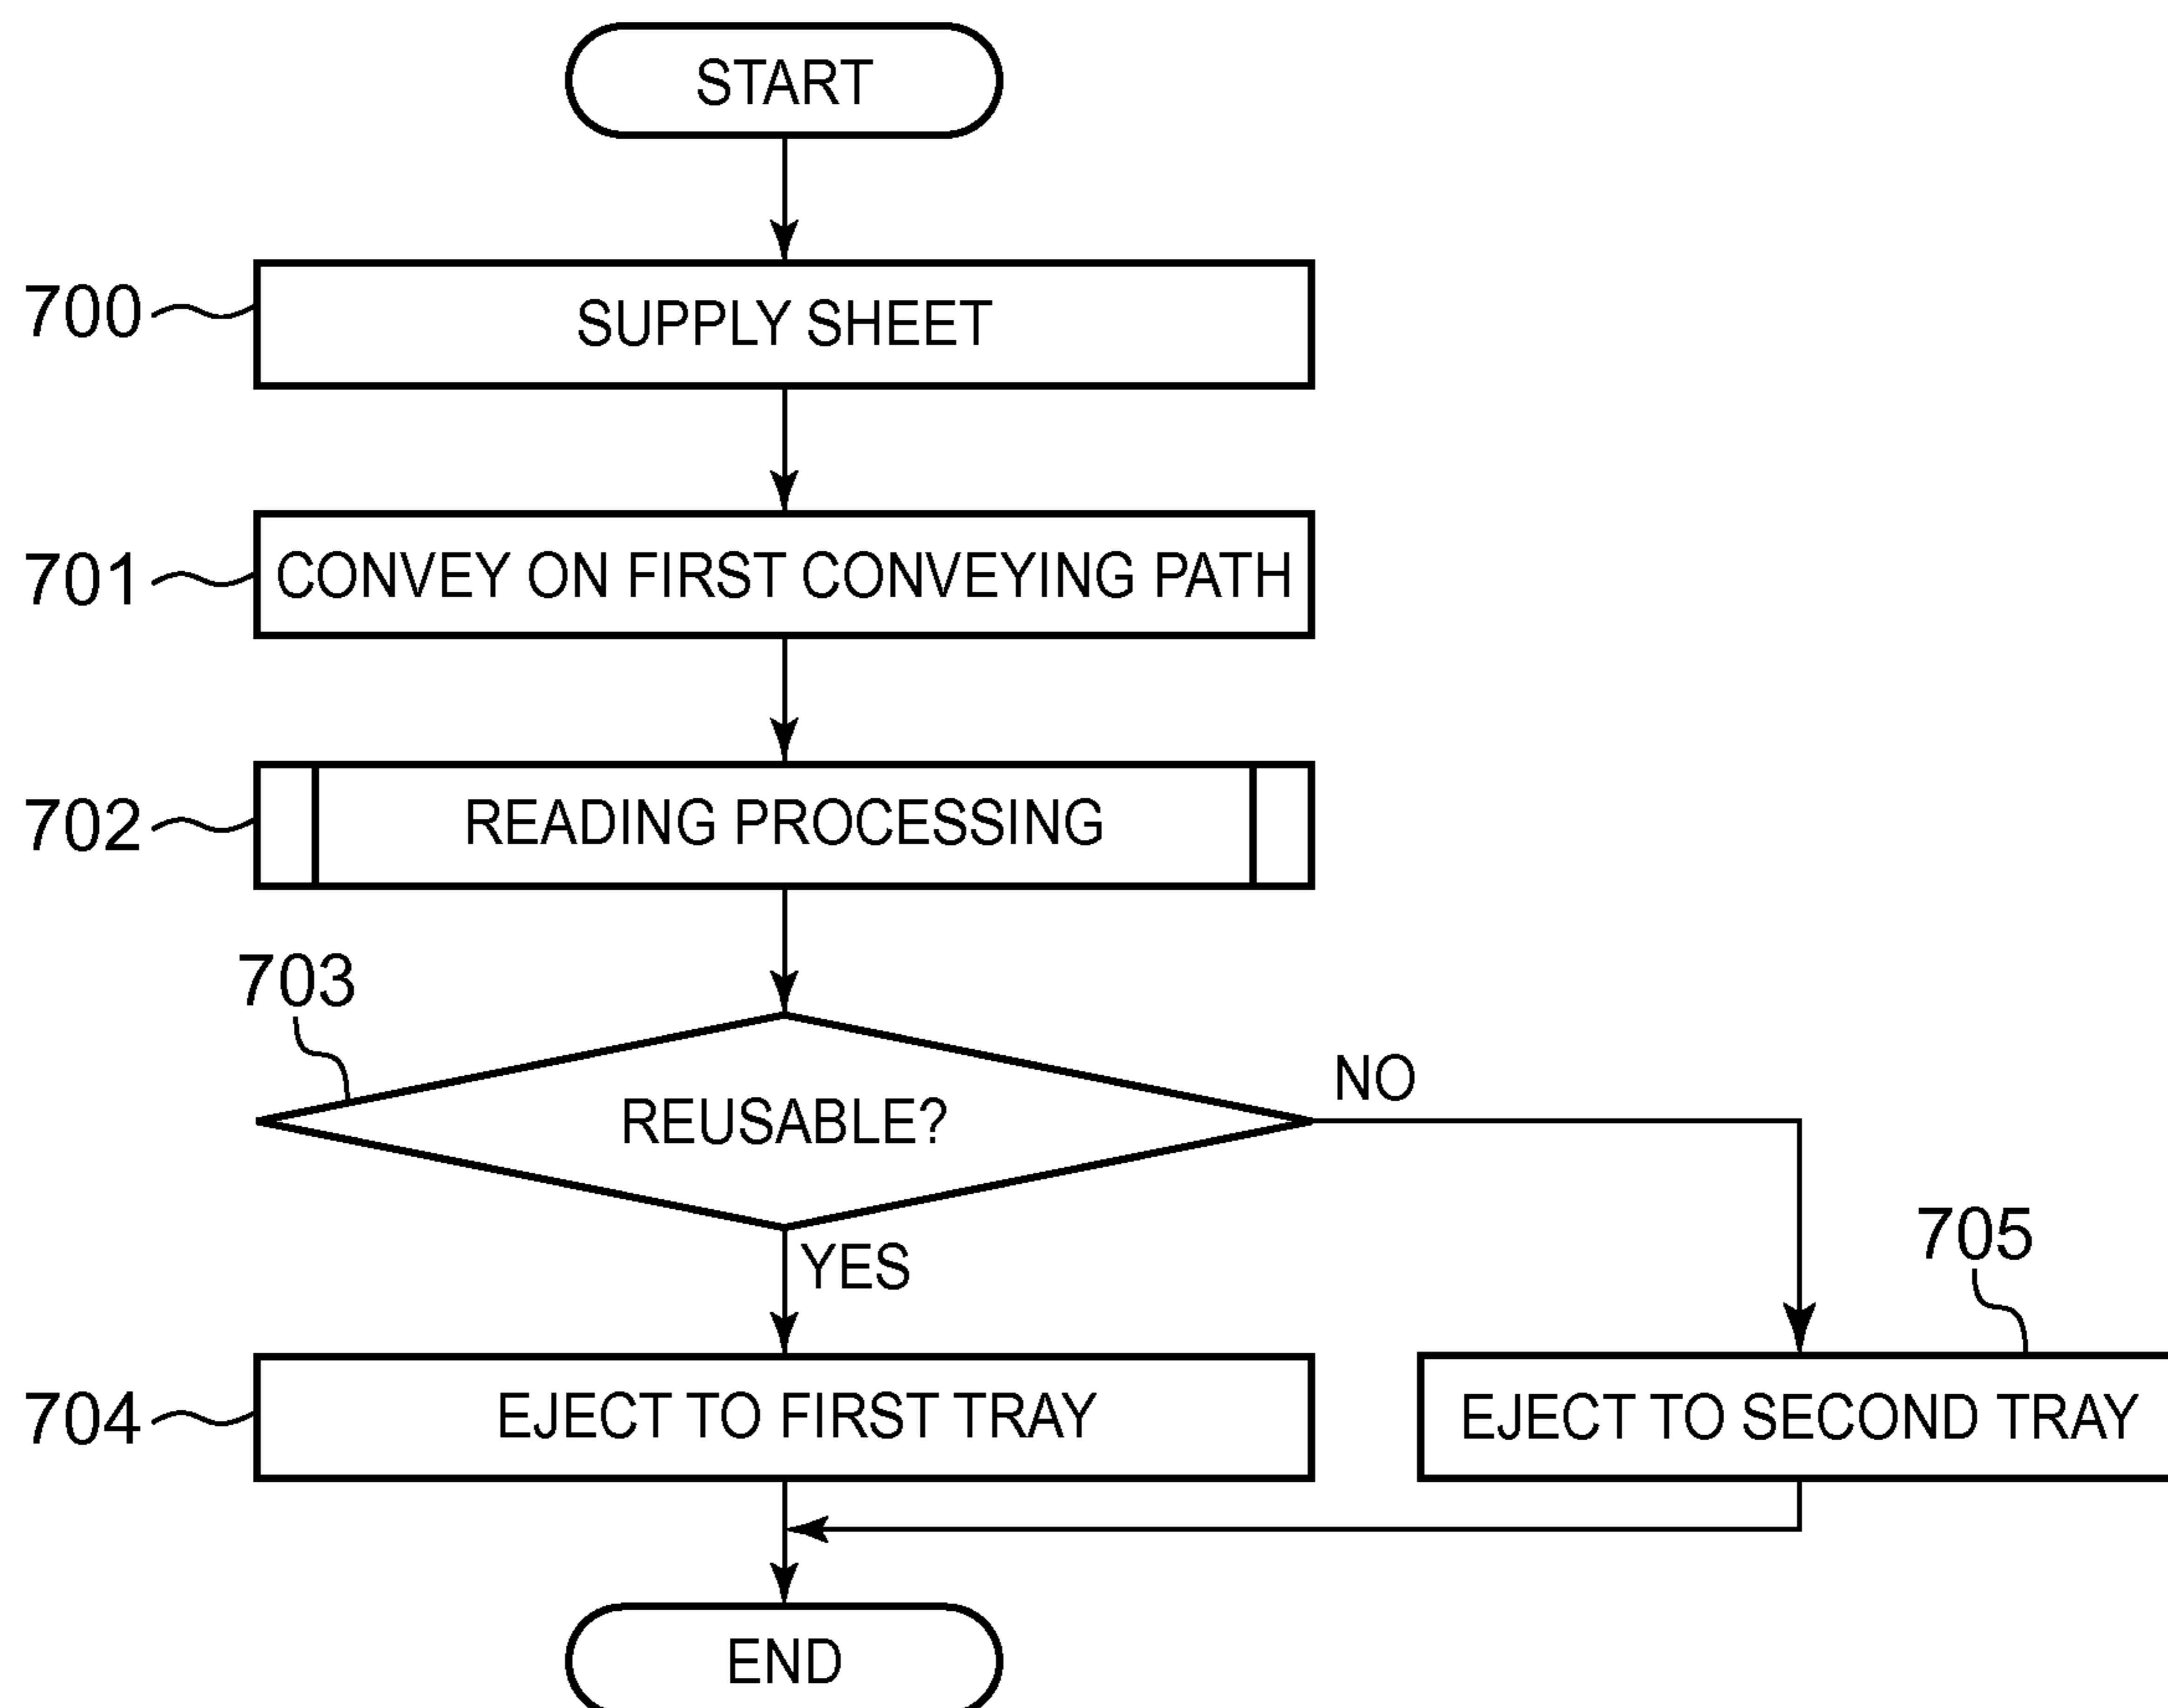 START
700
SUPPLY SHEET
701
CONVEY ON FIRST CONVEYING PATH
702
READING PROCESSING
703
REUSABLE?
NO
YES
705
704
EJECT TO FIRST TRAY
EJECT TO SECOND TRAY
END